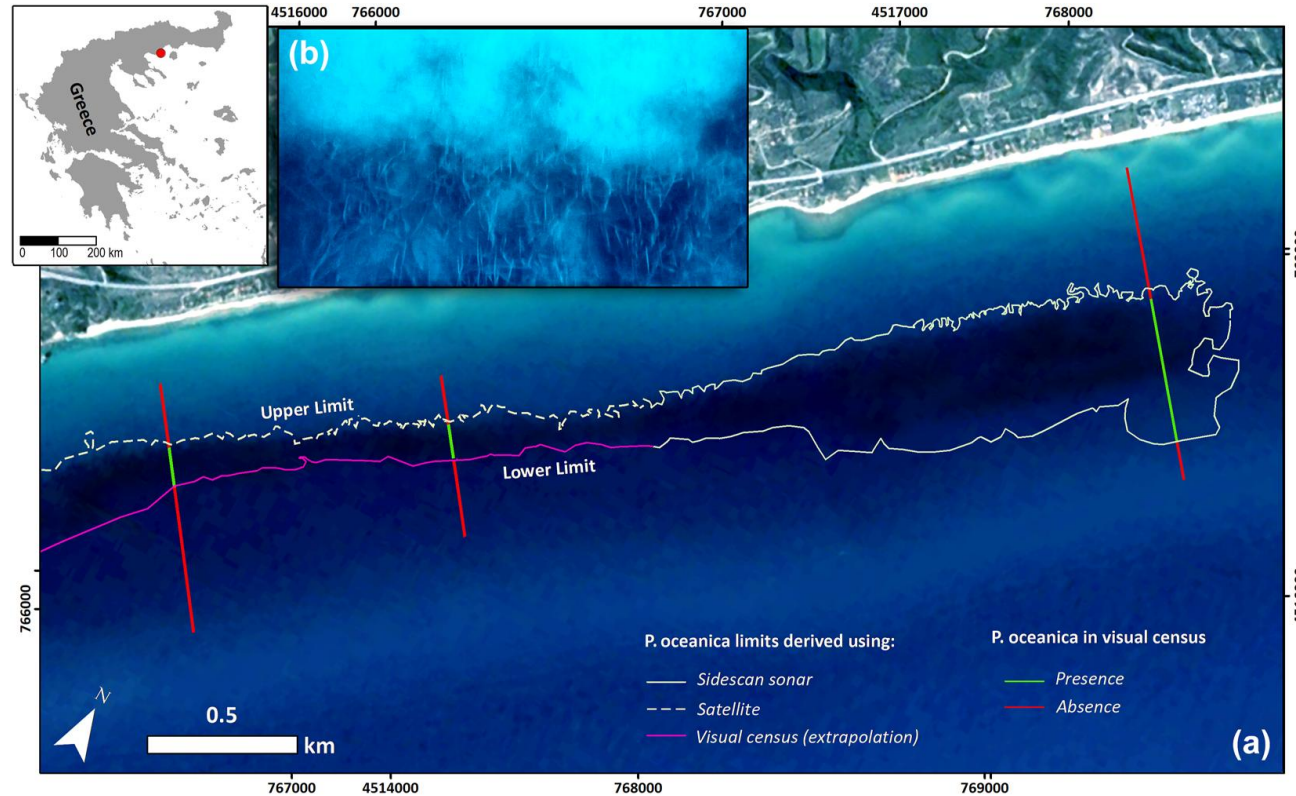 4516000 766000 767000 4517000 768000
(b)
Greece
0 100 200 km
Upper Limit
Lower Limit
766000
P. oceanica limits derived using:
Sidescan sonar
Satellite
Visual census (extrapolation)
P. oceanica in visual census
Presence
Absence
N
0.5
km
(a)
767000 4514000 768000 769000